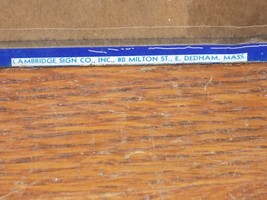 CAMBRIDGE SIGN CO., INC., 80 MILTON ST., E. DEDHAM, MASS.